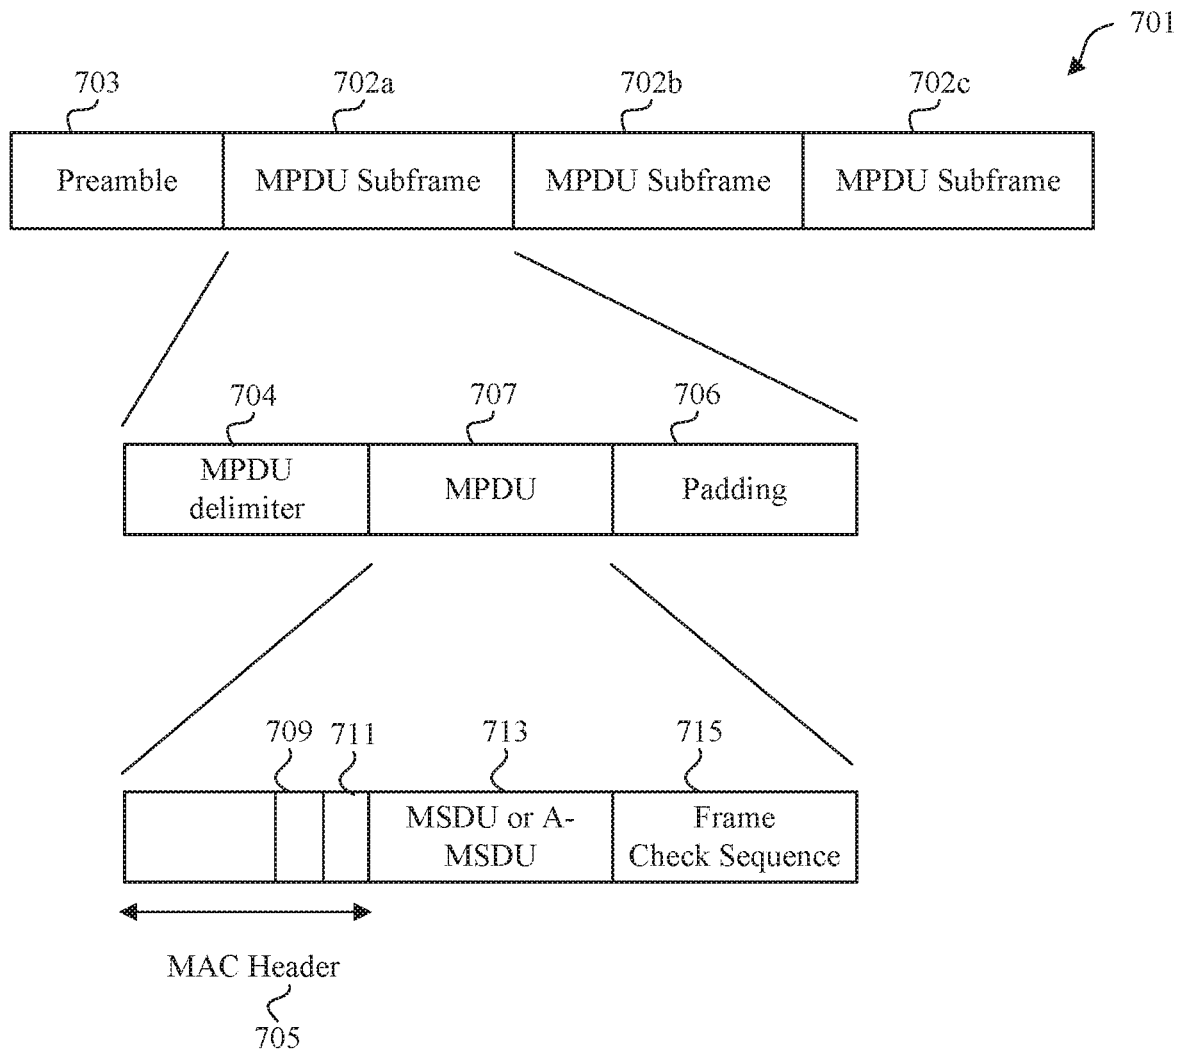 701
703 702a 702b 702c
Preamble MPDU Subframe MPDU Subframe MPDU Subframe
704 707 706
MPDU
delimiter
MPDU
Padding
709 711 713 715
MSDU or A-
MSDU
Frame
Check Sequence
MAC Header
705